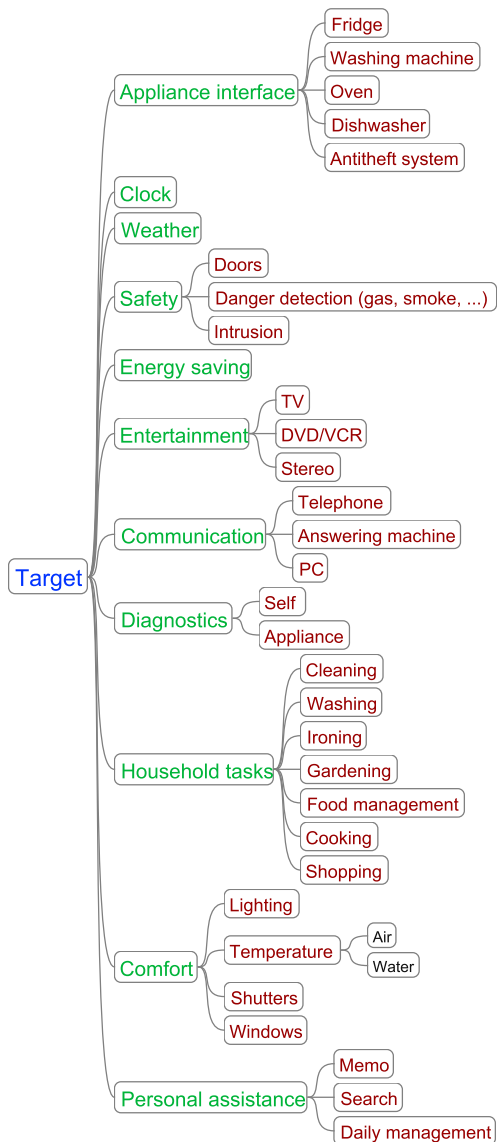 Target
Appliance interface
Fridge
Washing machine
Oven
Dishwasher
Antitheft system
Clock
Weather
Safety
Doors
Danger detection (gas, smoke, ...)
Intrusion
Energy saving
Entertainment
TV
DVD/VCR
Stereo
Communication
Telephone
Answering machine
PC
Diagnostics
Self
Appliance
Household tasks
Cleaning
Washing
Ironing
Gardening
Food management
Cooking
Shopping
Comfort
Lighting
Temperature
Air
Water
Shutters
Windows
Personal assistance
Memo
Search
Daily management